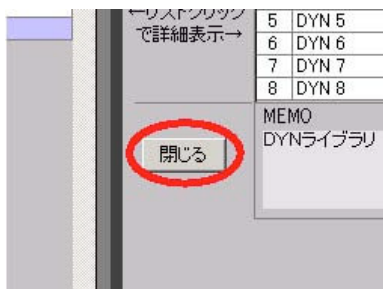 ←リストクリック
で詳細表示→
5 DYN 5
6 DYN 6
7 DYN 7
8 DYN 8
MEMO
DYNライブラリ
閉じる